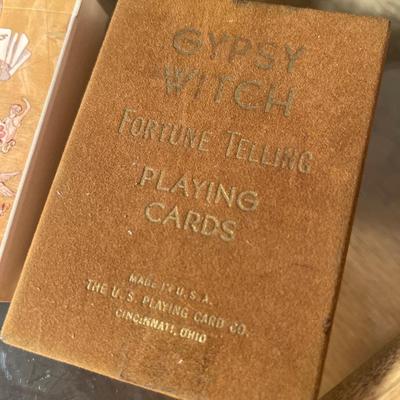 GYPSY
WITCH
FORTUNE TELLING
PLAYING
CARDS
MADE IN U.S.A.
THE U.S. PLAYING CARD CO.
CINCINNATI, OHIO